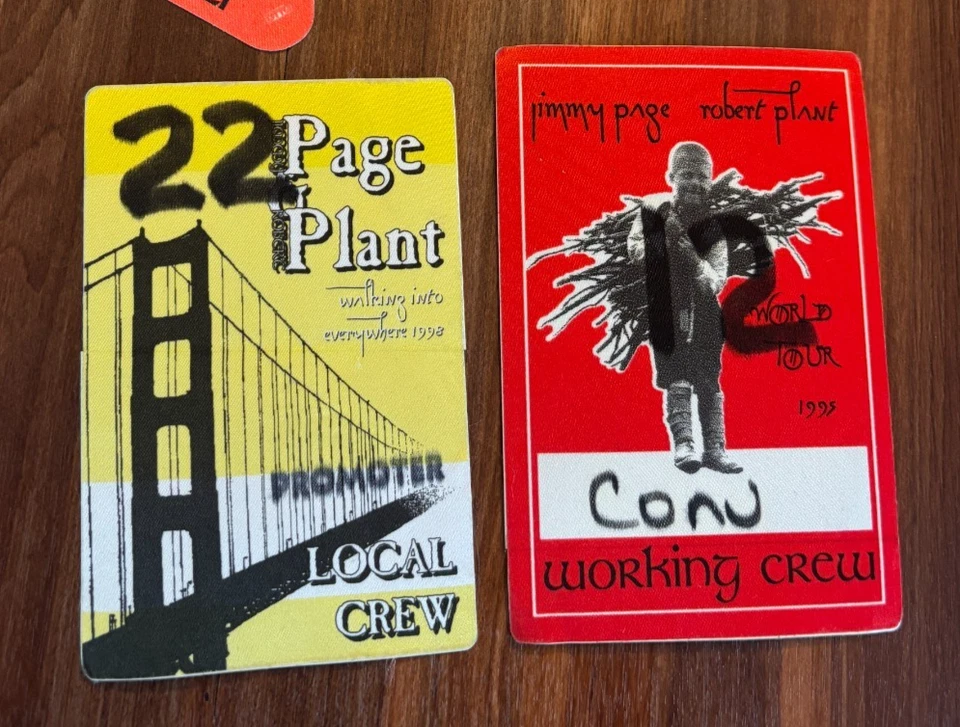 22
Page
&
Plant
walking into
everywhere 1998
PROMOTER
LOCAL
CREW
jimmy page robert plant
12
WORLD
TOUR
1995
Conv
working crew